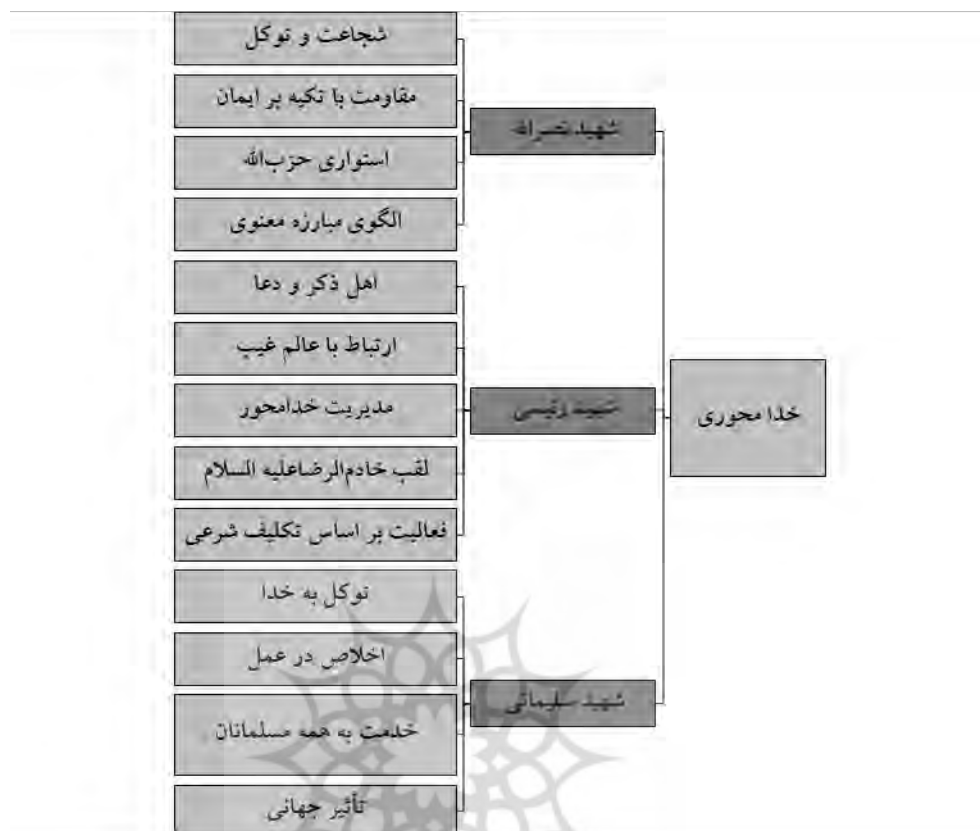 خدا محوری
شهید نصرالله
شجاعت و توکل
مقاومت با تکیه بر ایمان
استواری حزب‌الله
الگوی مبارزه معنوی
شهید رئیسی
اهل ذکر و دعا
ارتباط با عالم غیب
مدیریت خدامحور
لقب خادم‌الرضاعلیه السلام
فعالیت بر اساس تکلیف شرعی
شهید سلیمانی
توکل به خدا
اخلاص در عمل
خدمت به همه مسلمانان
تأثیر جهانی